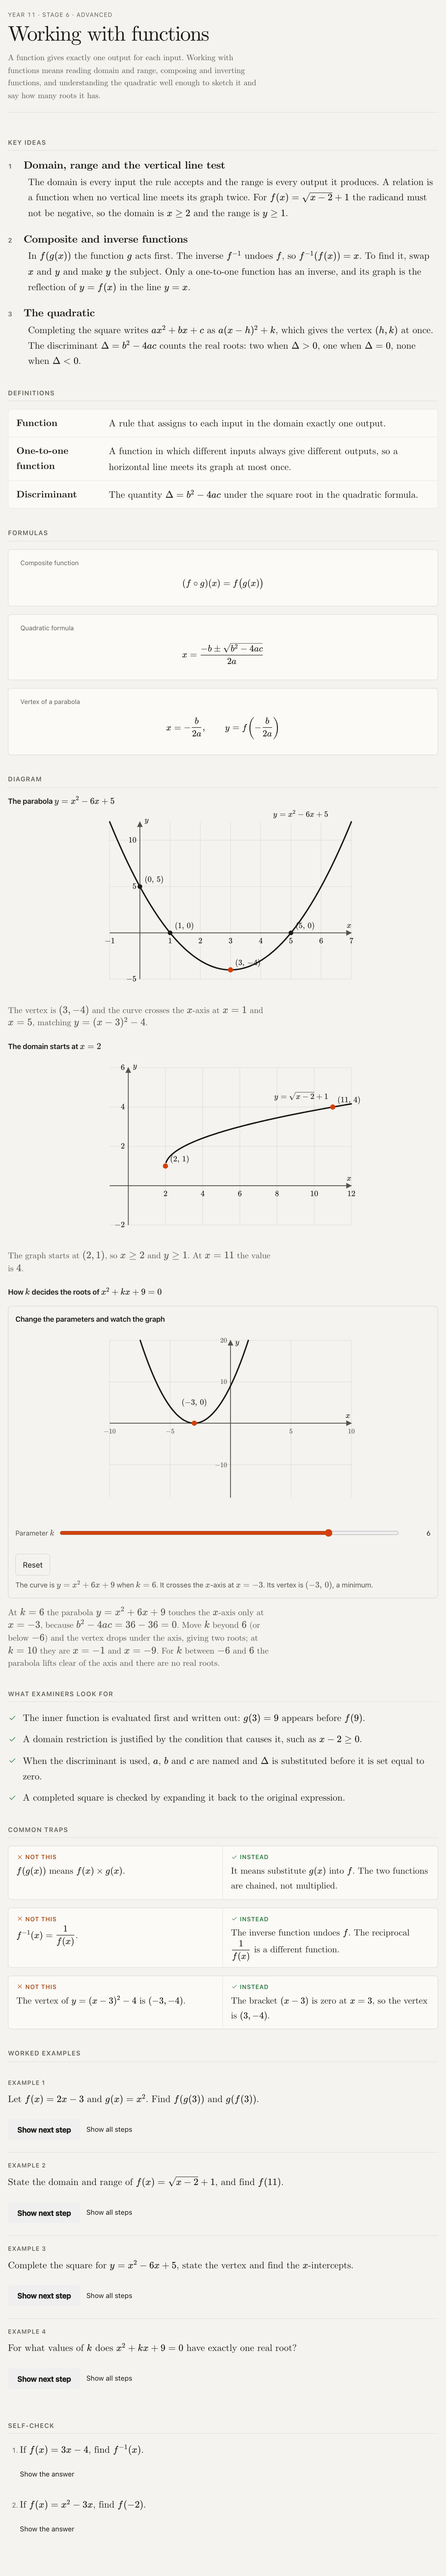 YEAR 11 · STAGE 6 · ADVANCED
Working with functions
A function gives exactly one output for each input. Working with
functions means reading domain and range, composing and inverting
functions, and understanding the quadratic well enough to sketch it and
say how many roots it has.
KEY IDEAS
1 Domain, range and the vertical line test
The domain is every input the rule accepts and the range is every output it produces. A relation is
a function when no vertical line meets its graph twice. For f(x) = √(x − 2) + 1 the radicand must
not be negative, so the domain is x ≥ 2 and the range is y ≥ 1.
2 Composite and inverse functions
In f(g(x)) the function g acts first. The inverse f⁻¹ undoes f, so f⁻¹(f(x)) = x. To find it, swap
x and y and make y the subject. Only a one-to-one function has an inverse, and its graph is the
reflection of y = f(x) in the line y = x.
3 The quadratic
Completing the square writes ax² + bx + c as a(x − h)² + k, which gives the vertex (h, k) at once.
The discriminant Δ = b² − 4ac counts the real roots: two when Δ > 0, one when Δ = 0, none
when Δ < 0.
DEFINITIONS
Function A rule that assigns to each input in the domain exactly one output.
One-to-one A function in which different inputs always give different outputs, so a
function horizontal line meets its graph at most once.
Discriminant The quantity Δ = b² − 4ac under the square root in the quadratic formula.
FORMULAS
Composite function
(f ∘ g)(x) = f(g(x))
Quadratic formula
x = (−b ± √(b² − 4ac)) / 2a
Vertex of a parabola
x = −b/2a, y = f(−b/2a)
DIAGRAM
The parabola y = x² − 6x + 5
y = x² − 6x + 5
y
10
5
(0, 5)
(1, 0)
(5, 0)
x
−1 1 2 3 4 5 6 7
(3, −4)
−5
The vertex is (3, −4) and the curve crosses the x-axis at x = 1 and
x = 5, matching y = (x − 3)² − 4.
The domain starts at x = 2
6 y
y = √(x − 2) + 1
(11, 4)
4
2
(2, 1)
x
2 4 6 8 10 12
−2
The graph starts at (2, 1), so x ≥ 2 and y ≥ 1. At x = 11 the value
is 4.
How k decides the roots of x² + kx + 9 = 0
Change the parameters and watch the graph
20 y
10
(−3, 0)
x
−10 −5 5 10
−10
Parameter k 6
Reset
The curve is y = x² + 6x + 9 when k = 6. It crosses the x-axis at x = −3. Its vertex is (−3, 0), a minimum.
At k = 6 the parabola y = x² + 6x + 9 touches the x-axis only at
x = −3, because b² − 4ac = 36 − 36 = 0. Move k beyond 6 (or
below −6) and the vertex drops under the axis, giving two roots; at
k = 10 they are x = −1 and x = −9. For k between −6 and 6 the
parabola lifts clear of the axis and there are no real roots.
WHAT EXAMINERS LOOK FOR
✓ The inner function is evaluated first and written out: g(3) = 9 appears before f(9).
✓ A domain restriction is justified by the condition that causes it, such as x − 2 ≥ 0.
✓ When the discriminant is used, a, b and c are named and Δ is substituted before it is set equal to
zero.
✓ A completed square is checked by expanding it back to the original expression.
COMMON TRAPS
✕ NOT THIS
f(g(x)) means f(x) × g(x).
✓ INSTEAD
It means substitute g(x) into f. The two functions
are chained, not multiplied.
✕ NOT THIS
f⁻¹(x) = 1/f(x).
✓ INSTEAD
The inverse function undoes f. The reciprocal
1/f(x) is a different function.
✕ NOT THIS
The vertex of y = (x − 3)² − 4 is (−3, −4).
✓ INSTEAD
The bracket (x − 3) is zero at x = 3, so the vertex
is (3, −4).
WORKED EXAMPLES
EXAMPLE 1
Let f(x) = 2x − 3 and g(x) = x². Find f(g(3)) and g(f(3)).
Show next step Show all steps
EXAMPLE 2
State the domain and range of f(x) = √(x − 2) + 1, and find f(11).
Show next step Show all steps
EXAMPLE 3
Complete the square for y = x² − 6x + 5, state the vertex and find the x-intercepts.
Show next step Show all steps
EXAMPLE 4
For what values of k does x² + kx + 9 = 0 have exactly one real root?
Show next step Show all steps
SELF-CHECK
1. If f(x) = 3x − 4, find f⁻¹(x).
Show the answer
2. If f(x) = x² − 3x, find f(−2).
Show the answer